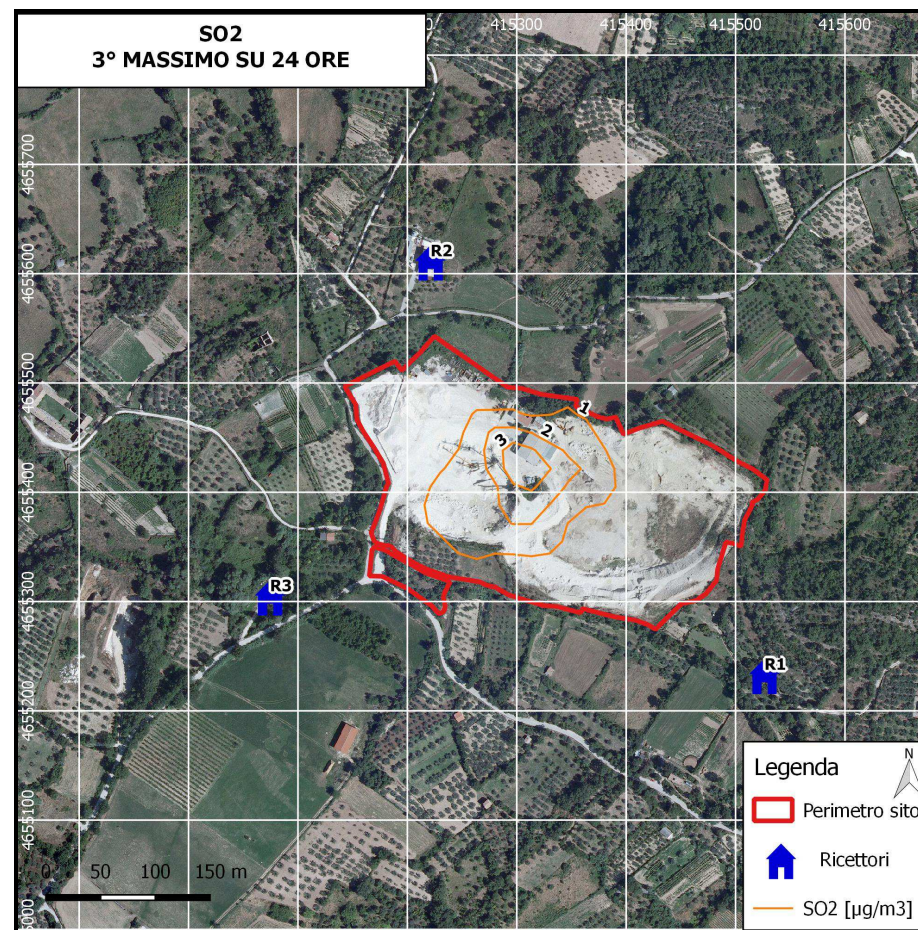 SO2
3° MASSIMO SU 24 ORE
415300
415400
415500
415600
4655700
4655600
4655500
4655400
4655300
4655200
4655100
R2
1
2
3
R3
R1
0 50 100 150 m
Legenda
N
Perimetro sito
Ricettori
SO2 [µg/m3]